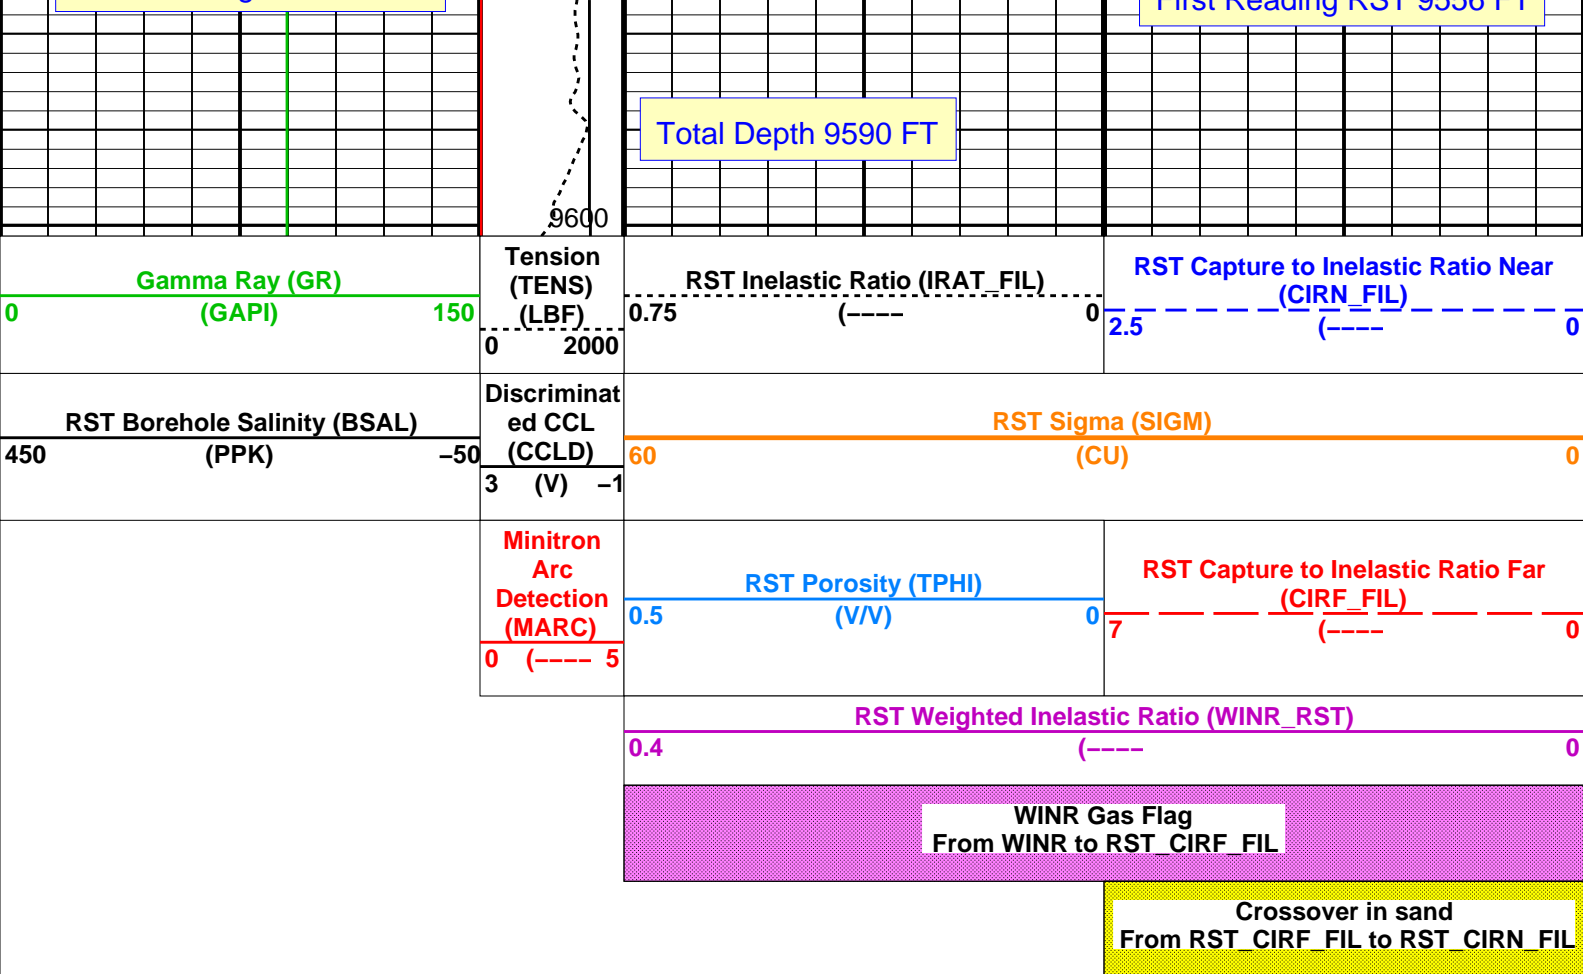 First Reading RST 9556 FT
Total Depth 9590 FT
9600
Gamma Ray (GR)
0 (GAPI) 150
Tension
(TENS)
(LBF)
0 2000
RST Inelastic Ratio (IRAT_FIL)
0.75 (---- 0
RST Capture to Inelastic Ratio Near
(CIRN_FIL)
2.5 (---- 0
RST Borehole Salinity (BSAL)
450 (PPK) −50
Discriminat
ed CCL
(CCLD)
3 (V) −1
RST Sigma (SIGM)
60 (CU) 0
Minitron
Arc
Detection
(MARC)
0 (---- 5
RST Porosity (TPHI)
0.5 (V/V) 0
RST Capture to Inelastic Ratio Far
(CIRF_FIL)
7 (---- 0
RST Weighted Inelastic Ratio (WINR_RST)
0.4 (---- 0
WINR Gas Flag
From WINR to RST_CIRF_FIL
Crossover in sand
From RST_CIRF_FIL to RST_CIRN_FIL